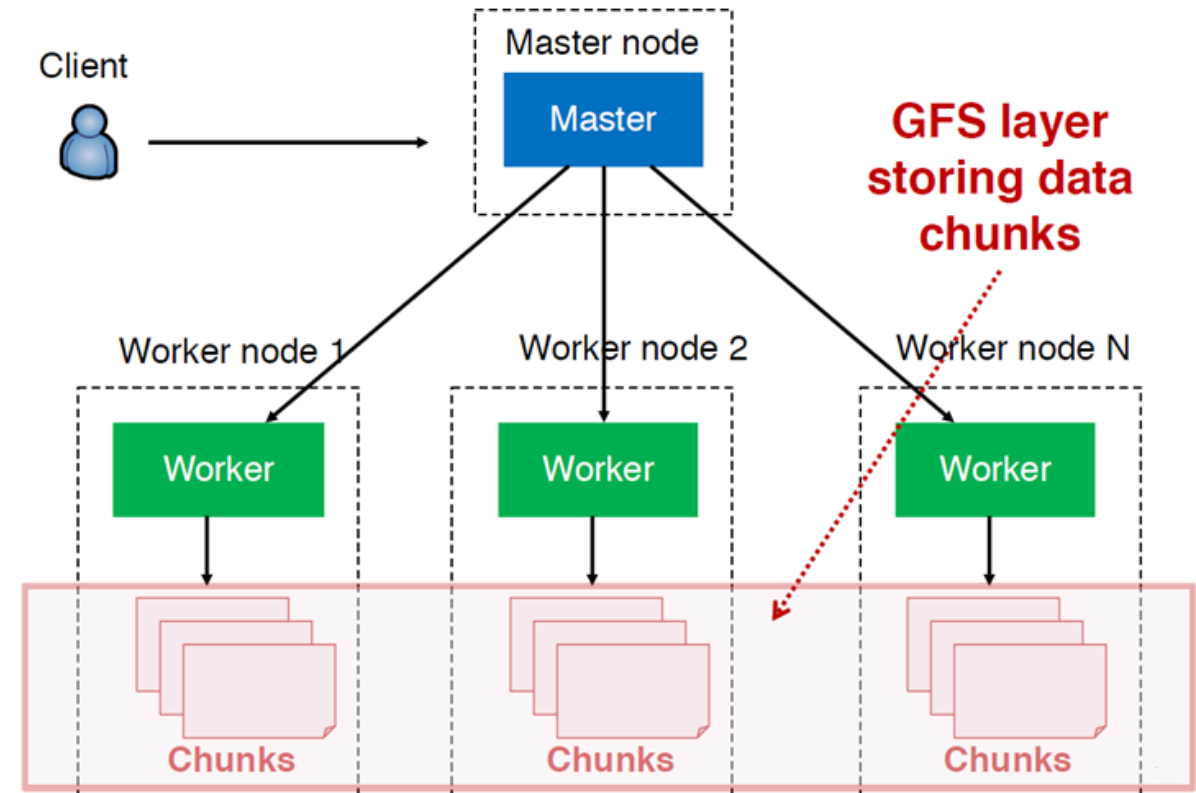 Client
Master node
Master
GFS layer
storing data
chunks
Worker node 1
Worker node 2
Worker node N
Worker
Worker
Worker
Chunks
Chunks
Chunks